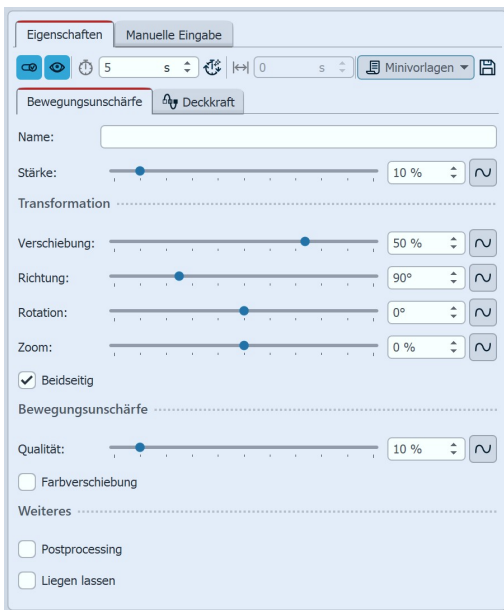 Eigenschaften Manuelle Eingabe
5 s 0 s Minivorlagen
Bewegungsunschärfe Deckkraft
Name:
Stärke: 10 %
Transformation
Verschiebung: 50 %
Richtung: 90°
Rotation: 0°
Zoom: 0 %
Beidseitig
Bewegungsunschärfe
Qualität: 10 %
Farbverschiebung
Weiteres
Postprocessing
Liegen lassen